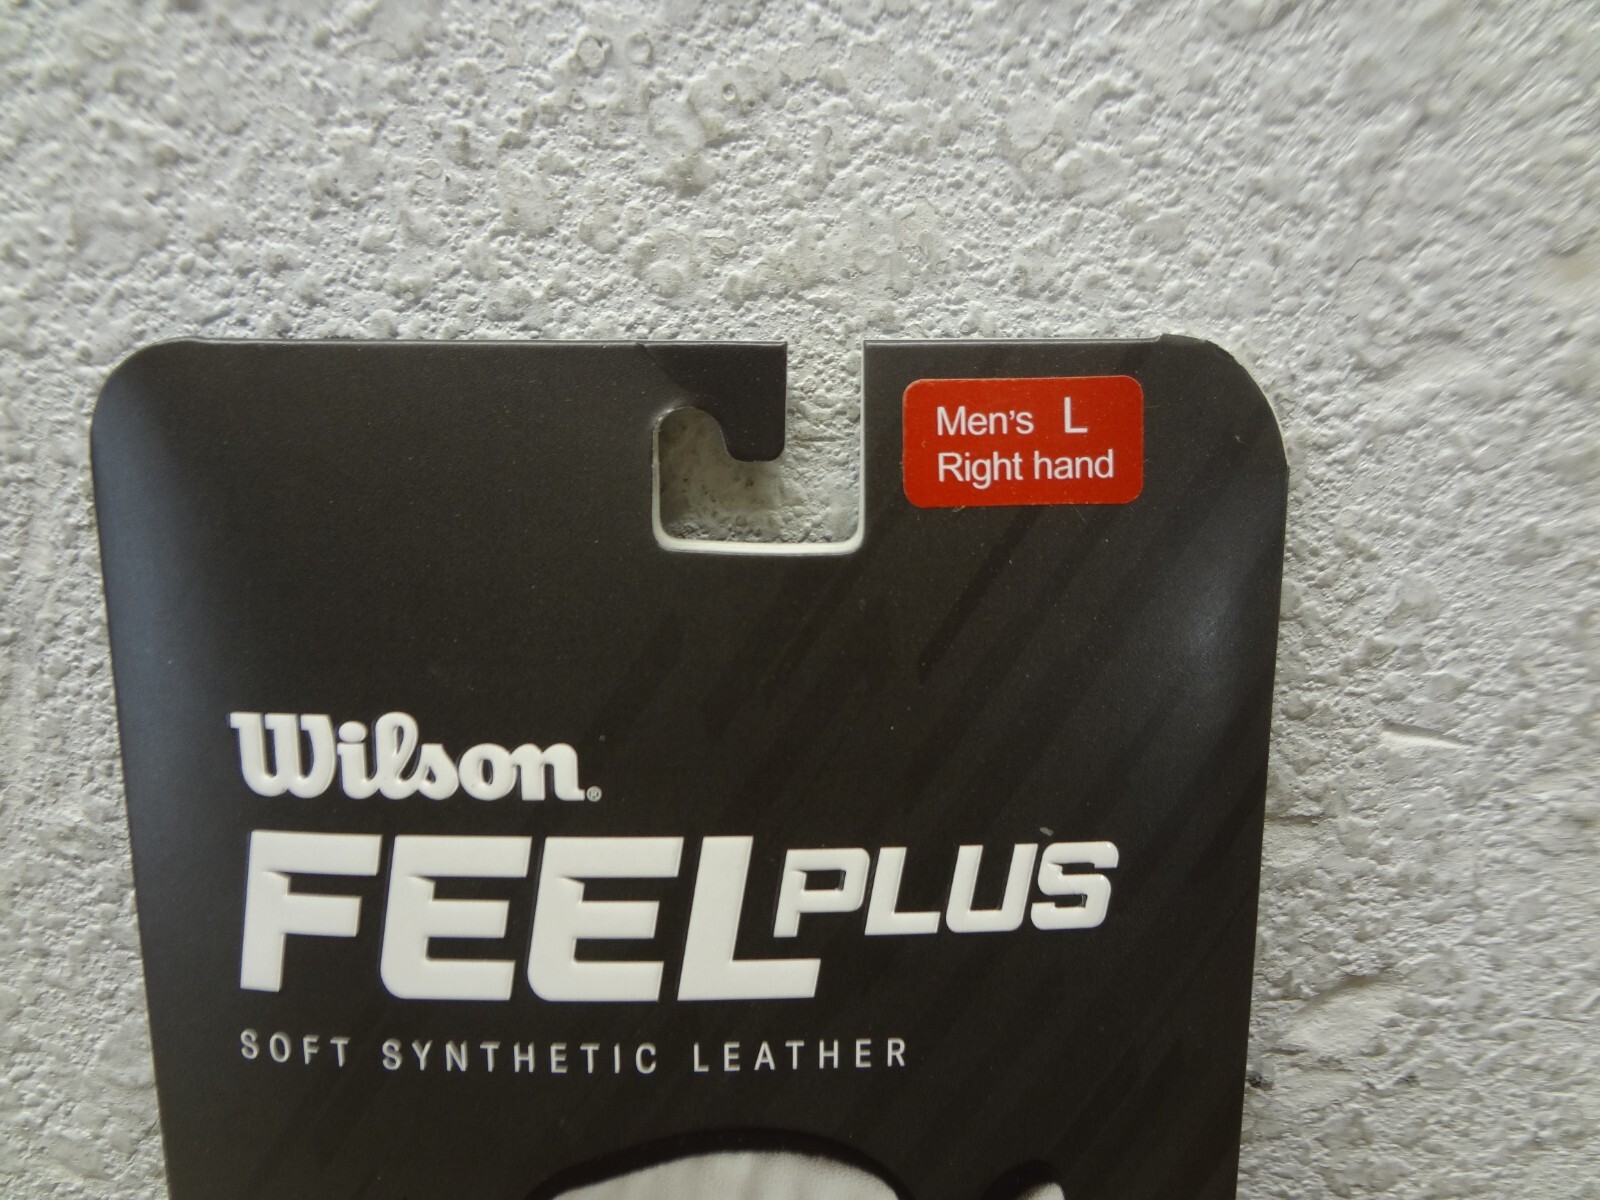 Men's L
Right hand
Wilson®
FEEL PLUS
SOFT SYNTHETIC LEATHER